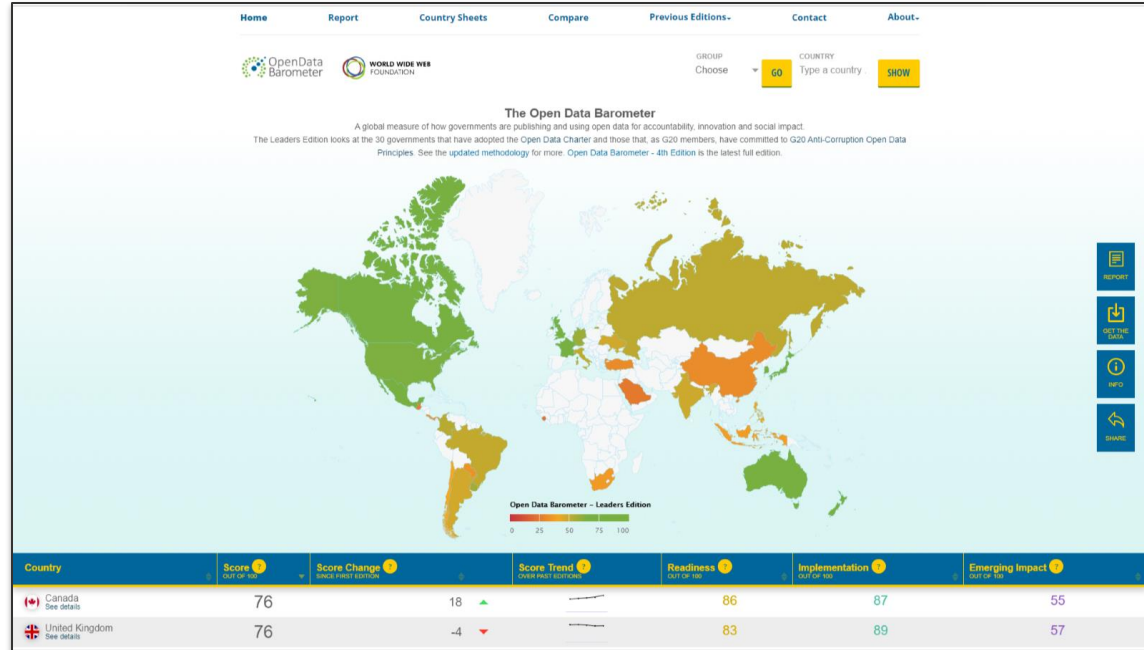 Home Report Country Sheets Compare Previous Editions Contact About
OpenData
Barometer
WORLD WIDE WEB
FOUNDATION
GROUP
Choose
GO
COUNTRY
Type a country .
SHOW
The Open Data Barometer
A global measure of how governments are publishing and using open data for accountability, innovation and social impact.
The Leaders Edition looks at the 30 governments that have adopted the Open Data Charter and those that, as G20 members, have committed to G20 Anti-Corruption Open Data
Principles. See the updated methodology for more. Open Data Barometer - 4th Edition is the latest full edition.
REPORT
GET THE
DATA
INFO
SHARE
Open Data Barometer – Leaders Edition
0 25 50 75 100
Country
Score ?
OUT OF 100
Score Change ?
SINCE FIRST EDITION
Score Trend ?
OVER PAST EDITIONS
Readiness ?
OUT OF 100
Implementation ?
OUT OF 100
Emerging Impact ?
OUT OF 100
Canada 76 18 86 87 55
See details
United Kingdom 76 -4 83 89 57
See details